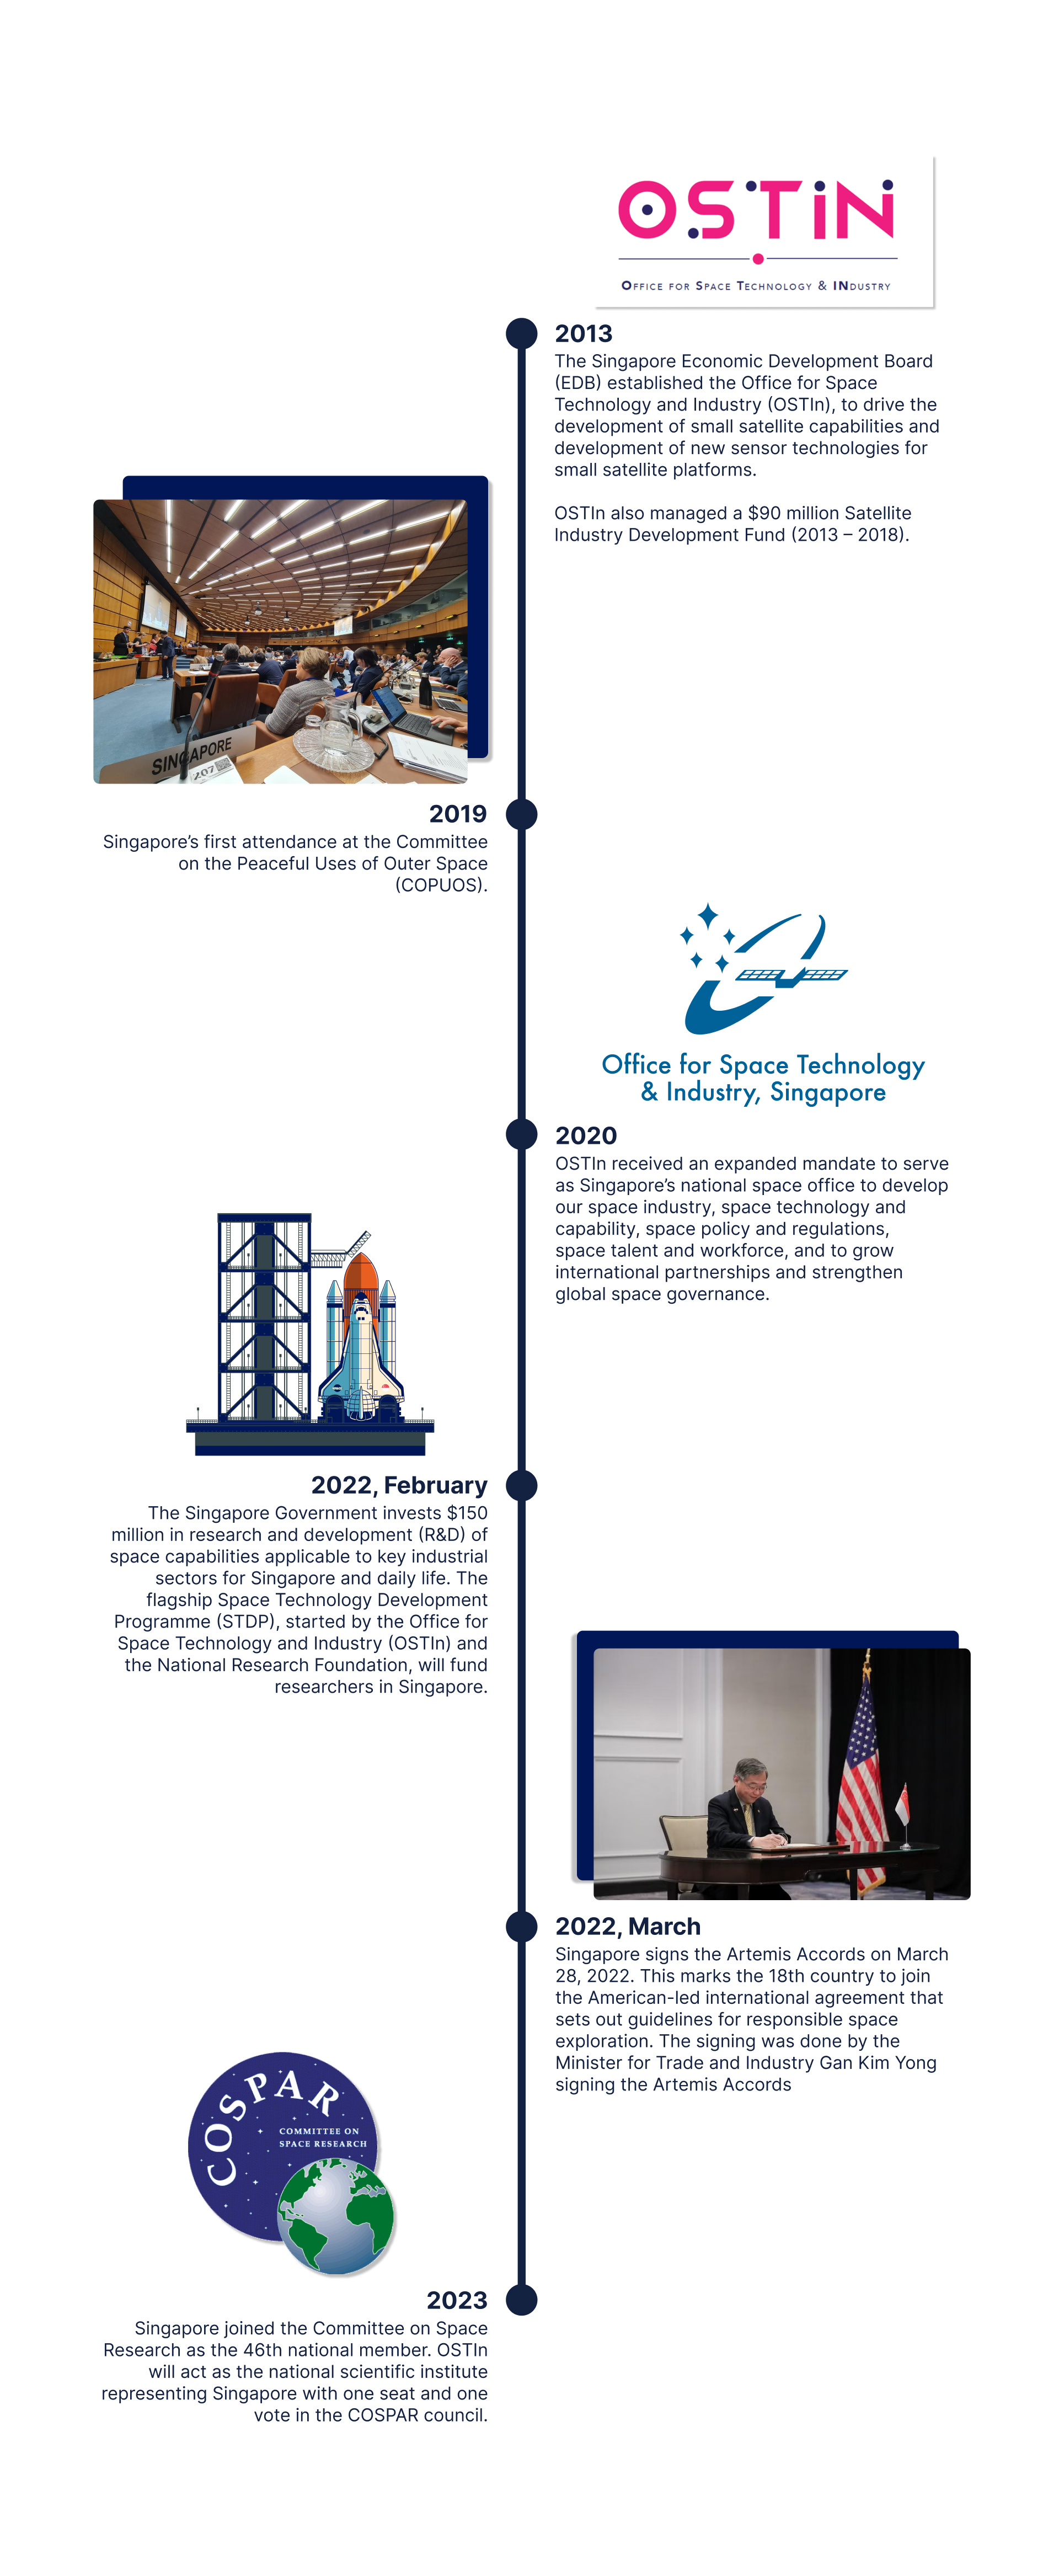 OSTIN
OFFICE FOR SPACE TECHNOLOGY & INDUSTRY
2013
The Singapore Economic Development Board
(EDB) established the Office for Space
Technology and Industry (OSTIn), to drive the
development of small satellite capabilities and
development of new sensor technologies for
small satellite platforms.
OSTIn also managed a $90 million Satellite
Industry Development Fund (2013 – 2018).
SINGAPORE
207
2019
Singapore’s first attendance at the Committee
on the Peaceful Uses of Outer Space
(COPUOS).
Office for Space Technology
& Industry, Singapore
2020
OSTIn received an expanded mandate to serve
as Singapore’s national space office to develop
our space industry, space technology and
capability, space policy and regulations,
space talent and workforce, and to grow
international partnerships and strengthen
global space governance.
2022, February
The Singapore Government invests $150
million in research and development (R&D) of
space capabilities applicable to key industrial
sectors for Singapore and daily life. The
flagship Space Technology Development
Programme (STDP), started by the Office for
Space Technology and Industry (OSTIn) and
the National Research Foundation, will fund
researchers in Singapore.
2022, March
Singapore signs the Artemis Accords on March
28, 2022. This marks the 18th country to join
the American-led international agreement that
sets out guidelines for responsible space
exploration. The signing was done by the
Minister for Trade and Industry Gan Kim Yong
signing the Artemis Accords
COSPAR
COMMITTEE ON
SPACE RESEARCH
2023
Singapore joined the Committee on Space
Research as the 46th national member. OSTIn
will act as the national scientific institute
representing Singapore with one seat and one
vote in the COSPAR council.